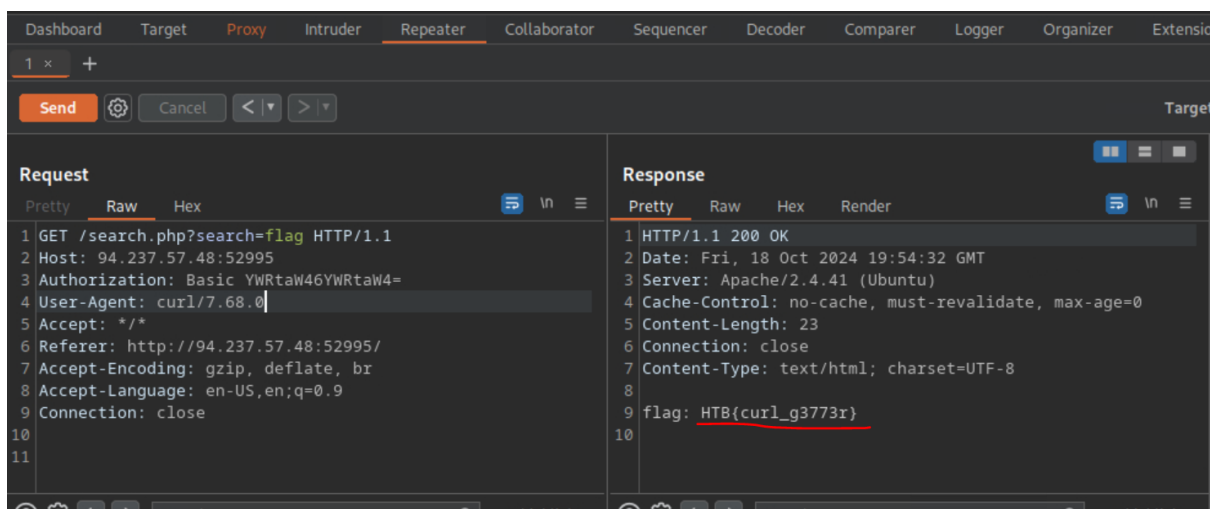 Dashboard Target Proxy Intruder Repeater Collaborator Sequencer Decoder Comparer Logger Organizer Extensio
1 × +
Send Cancel < >
Target
Request
Pretty Raw Hex \n
1 GET /search.php?search=flag HTTP/1.1
2 Host: 94.237.57.48:52995
3 Authorization: Basic YWRtaW46YWRtaW4=
4 User-Agent: curl/7.68.0
5 Accept: */*
6 Referer: http://94.237.57.48:52995/
7 Accept-Encoding: gzip, deflate, br
8 Accept-Language: en-US,en;q=0.9
9 Connection: close
10
11
Response
Pretty Raw Hex Render \n
1 HTTP/1.1 200 OK
2 Date: Fri, 18 Oct 2024 19:54:32 GMT
3 Server: Apache/2.4.41 (Ubuntu)
4 Cache-Control: no-cache, must-revalidate, max-age=0
5 Content-Length: 23
6 Connection: close
7 Content-Type: text/html; charset=UTF-8
8
9 flag: HTB{curl_g3773r}
10